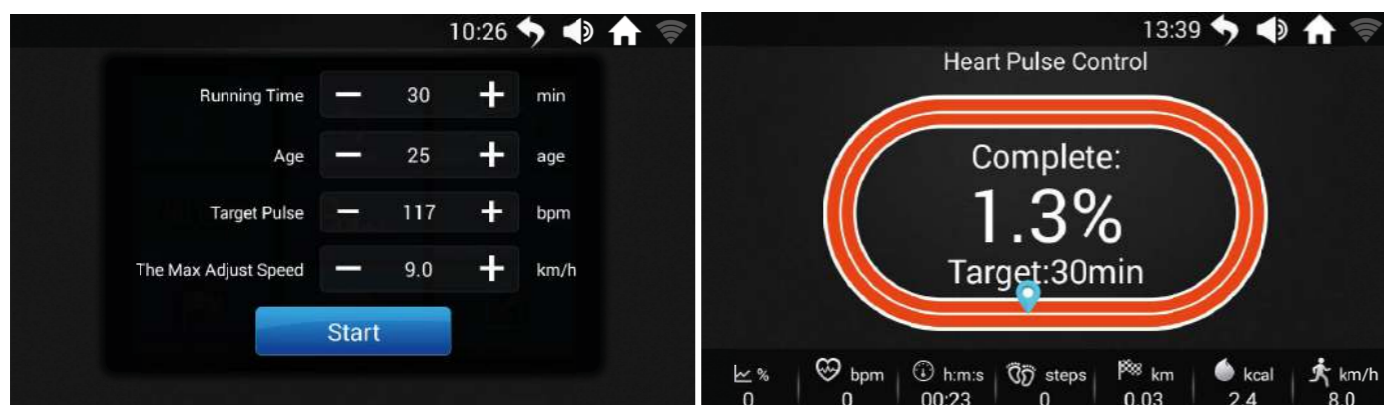 10:26
Running Time — 30 + min
Age — 25 + age
Target Pulse — 117 + bpm
The Max Adjust Speed — 9.0 + km/h
Start
13:39
Heart Pulse Control
Complete:
1.3%
Target:30min
% bpm h:m:s steps km kcal km/h
0 0 00:23 0 0.03 2.4 8.0